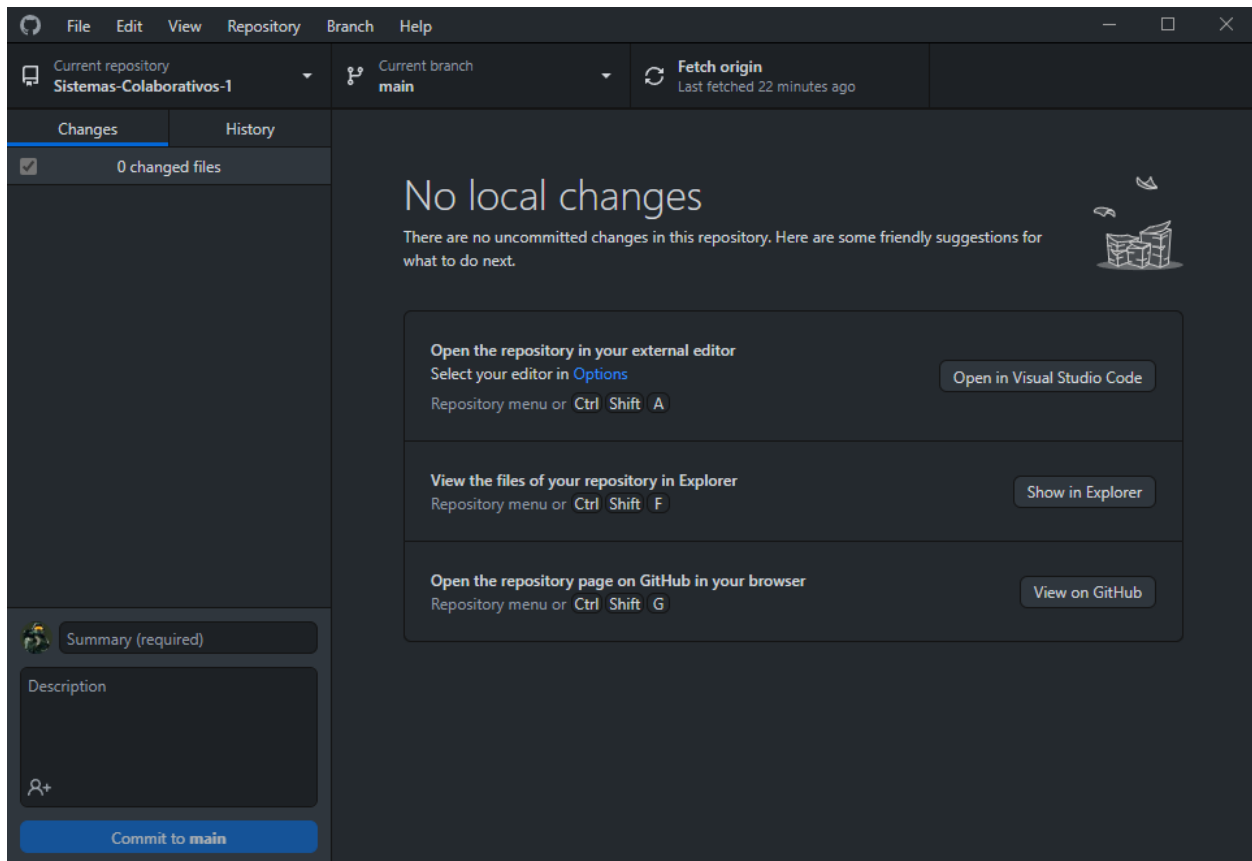 File Edit View Repository Branch Help
Current repository
Sistemas-Colaborativos-1
Current branch
main
Fetch origin
Last fetched 22 minutes ago
Changes
History
0 changed files
No local changes
There are no uncommitted changes in this repository. Here are some friendly suggestions for
what to do next.
Open the repository in your external editor
Select your editor in Options
Repository menu or Ctrl Shift A
Open in Visual Studio Code
View the files of your repository in Explorer
Repository menu or Ctrl Shift F
Show in Explorer
Open the repository page on GitHub in your browser
Repository menu or Ctrl Shift G
View on GitHub
Summary (required)
Description
Commit to main